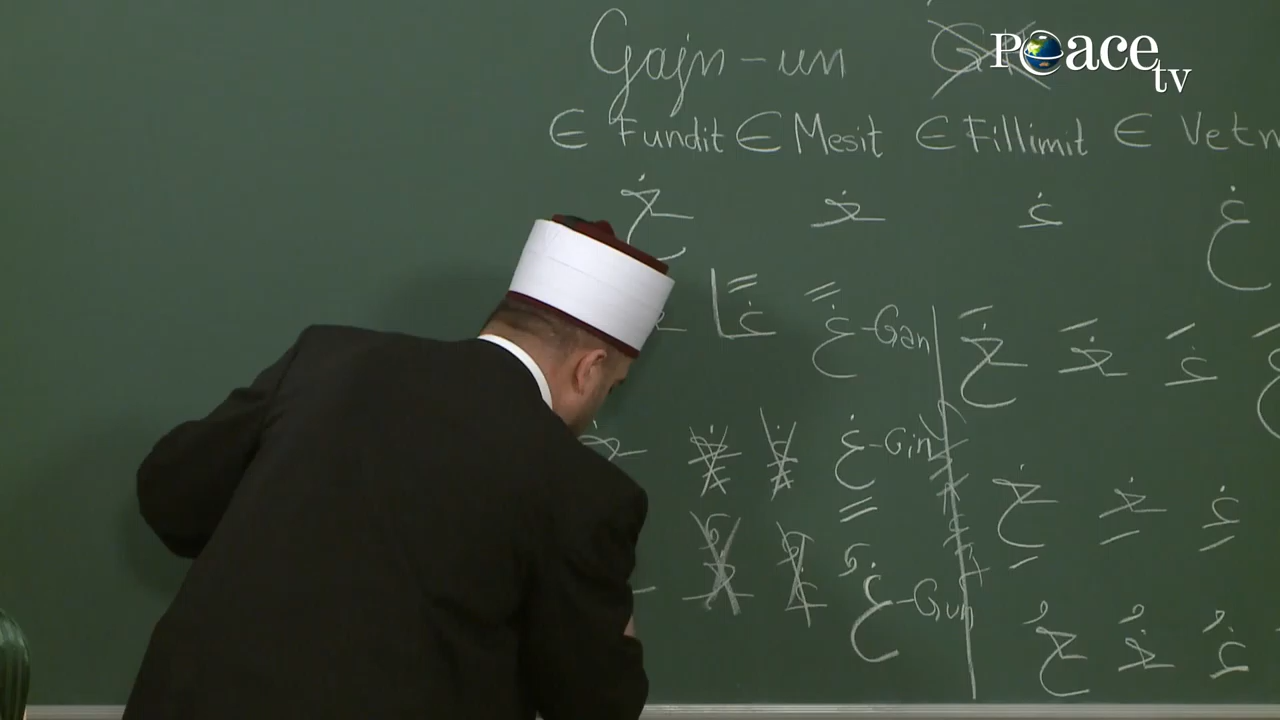 Gajn-un
Peace tv
∈ Fundit ∈ Mesit ∈ Fillimit ∈ Vetm
ـغ ـغـ غـ غ
غً غً -Gan ـغَ ـغَـ غَـ
غٍ -Gin ـغِ ـغِـ غِـ
غٌ -Gun ـغُ ـغُـ غُـ